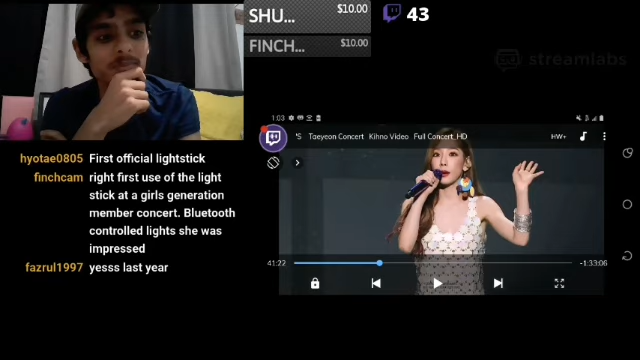 SHU... $10.00
FINCH... $10.00
43
streamlabs
1:03
'S Taeyeon Concert Kihno Video Full Concert_HD
HW+
hyotae0805 First official lightstick
finchcam right first use of the light
stick at a girls generation
member concert. Bluetooth
controlled lights she was
impressed
fazrul1997 yesss last year
41:22
-1:33:06